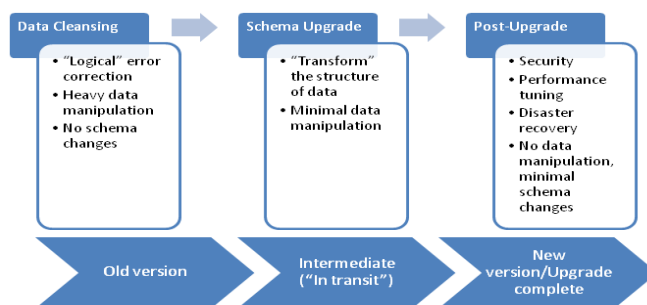 Data Cleansing
• “Logical” error
correction
• Heavy data
manipulation
• No schema
changes
Schema Upgrade
• “Transform”
the structure
of data
• Minimal data
manipulation
Post-Upgrade
• Security
• Performance
tuning
• Disaster
recovery
• No data
manipulation,
minimal
schema
changes
Old version
Intermediate
(“In transit”)
New
version/Upgrade
complete